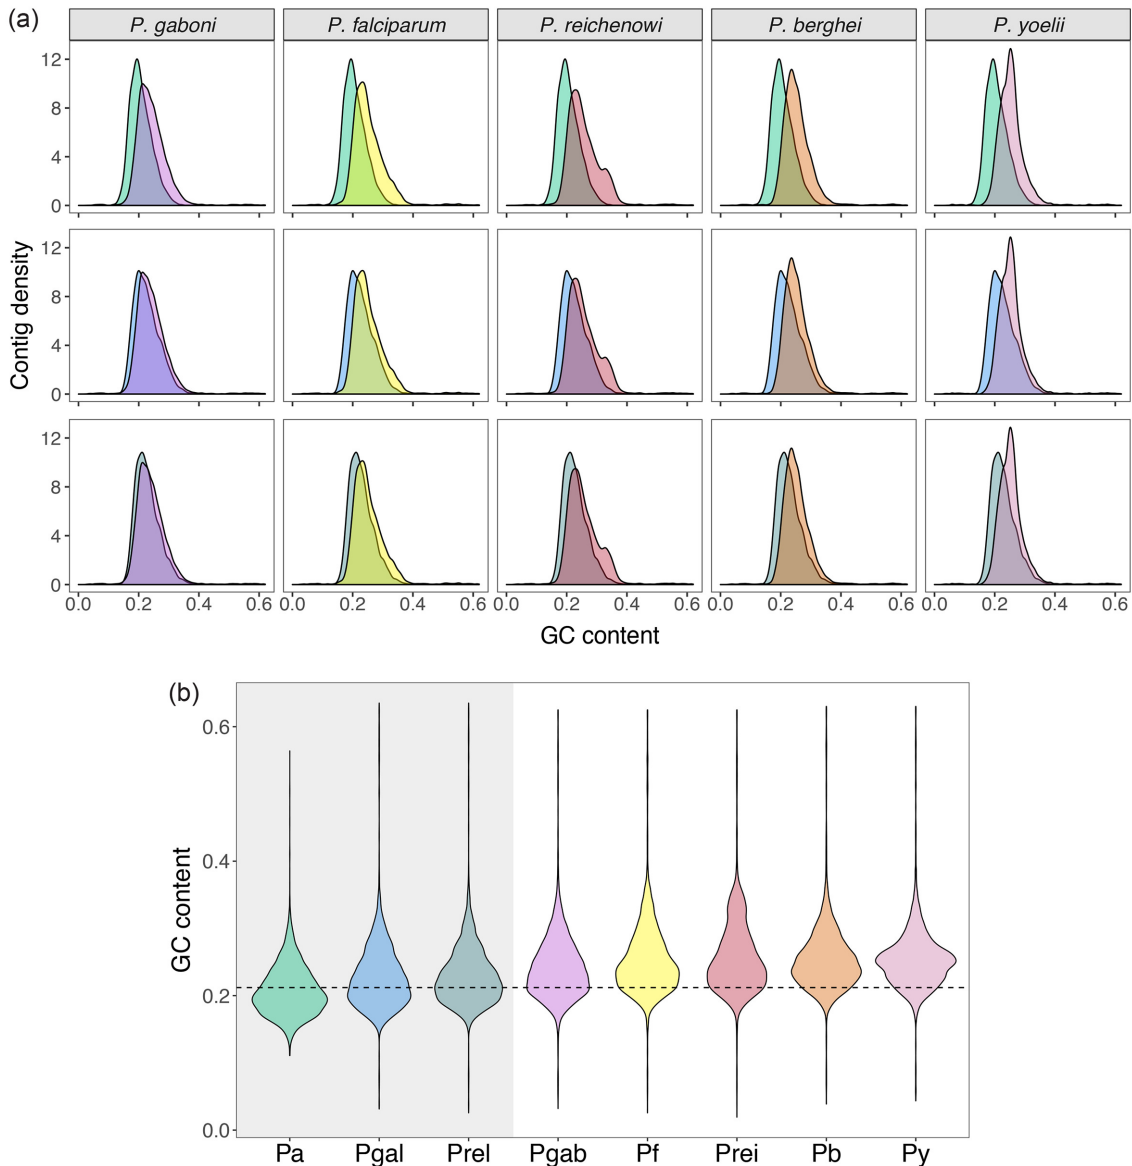 (a)
P. gaboni P. falciparum P. reichenowi P. berghei P. yoelii
12
8
4
0
12
8
4
0
12
8
4
0
Contig density
0.0 0.2 0.4 0.6 0.0 0.2 0.4 0.6 0.0 0.2 0.4 0.6 0.0 0.2 0.4 0.6 0.0 0.2 0.4 0.6
GC content
(b)
0.6
0.4
0.2
0.0
GC content
Pa Pgal Prel Pgab Pf Prei Pb Py